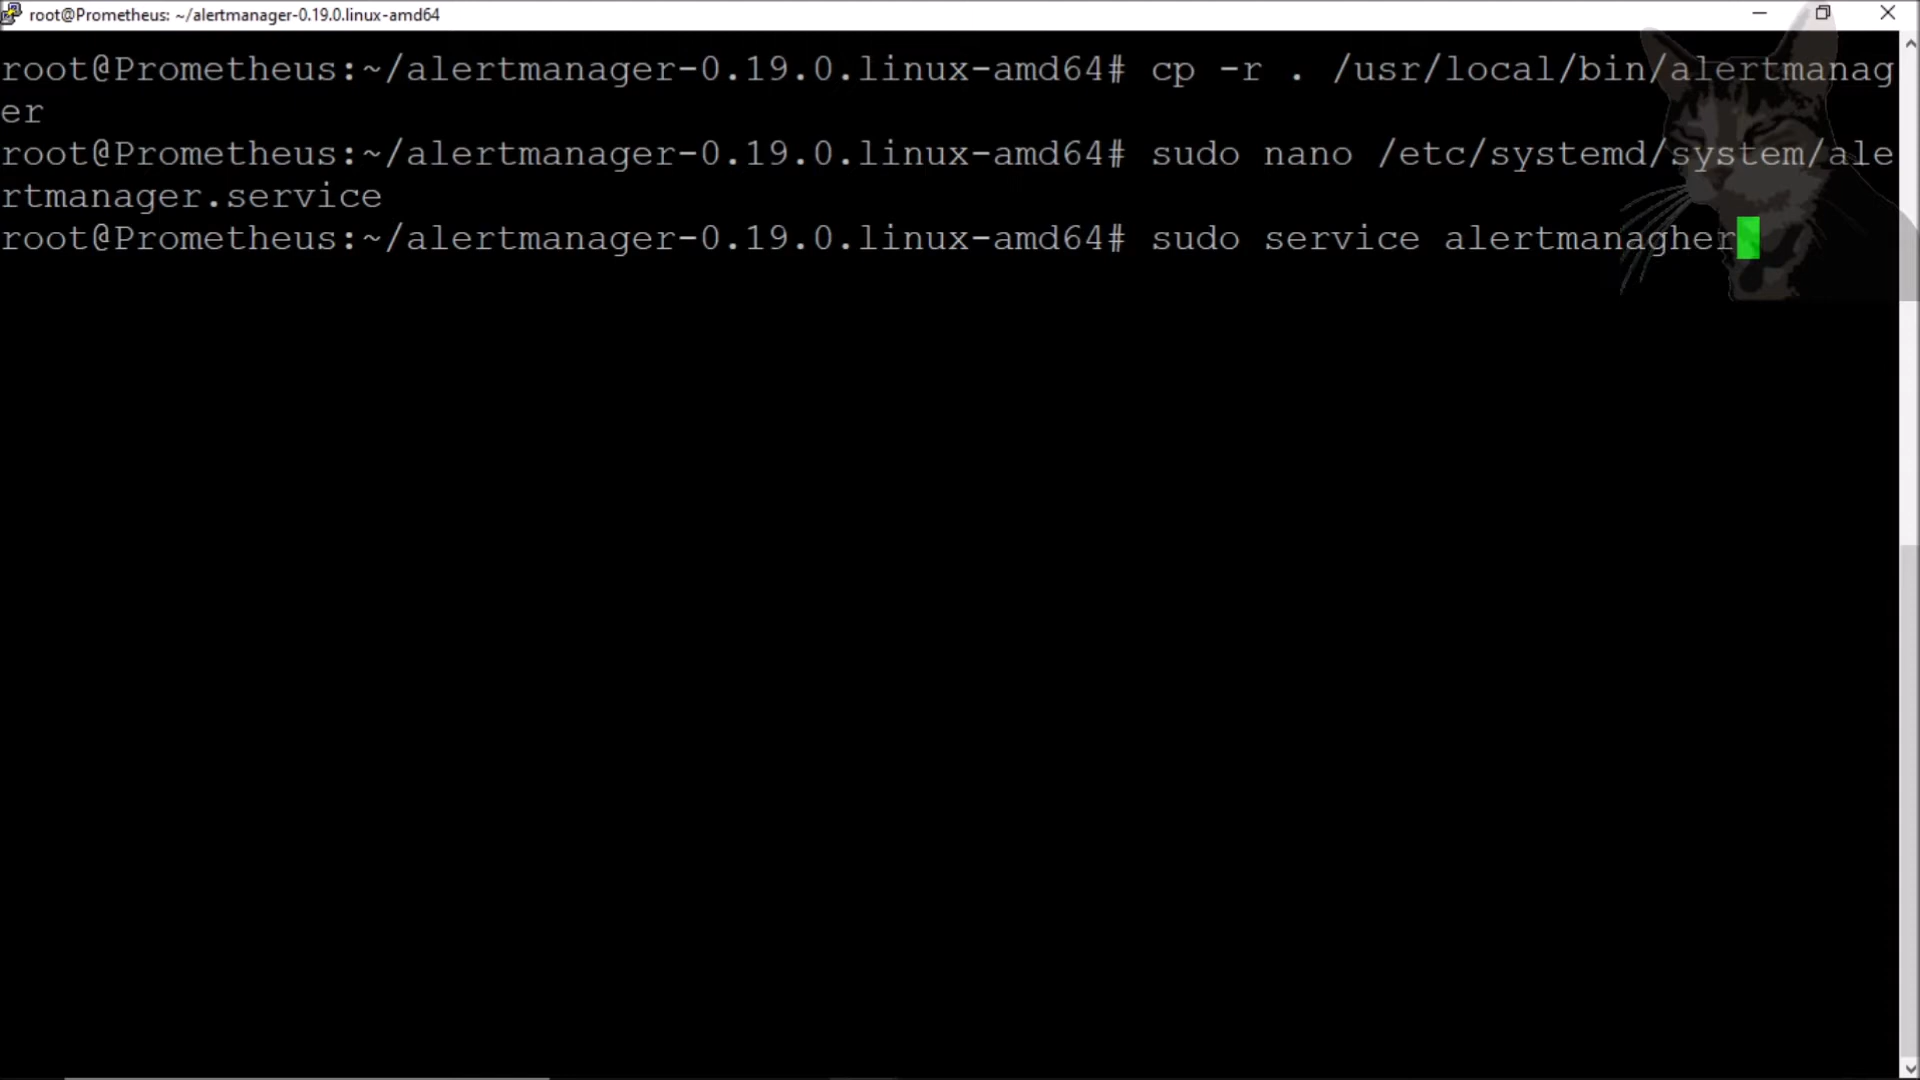 root@Prometheus: ~/alertmanager-0.19.0.linux-amd64
root@Prometheus:~/alertmanager-0.19.0.linux-amd64# cp -r . /usr/local/bin/alertmanag
er
root@Prometheus:~/alertmanager-0.19.0.linux-amd64# sudo nano /etc/systemd/system/ale
rtmanager.service
root@Prometheus:~/alertmanager-0.19.0.linux-amd64# sudo service alertmanagher